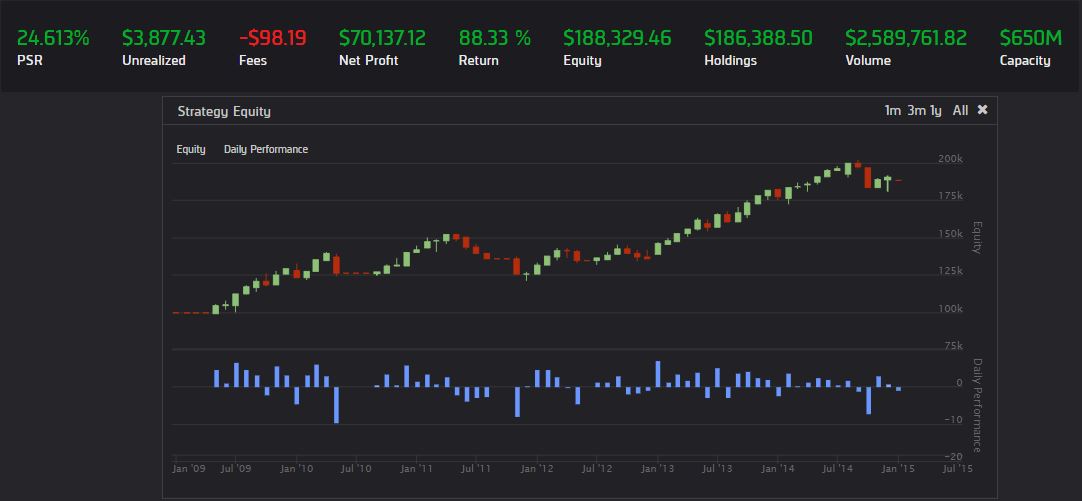 24.613% $3,877.43 -$98.19 $70,137.12 88.33 % $188,329.46 $186,388.50 $2,589,761.82 $650M
PSR Unrealized Fees Net Profit Return Equity Holdings Volume Capacity
Strategy Equity 1m 3m 1y All ✖
Equity Daily Performance
200k
175k
150k
Equity
125k
100k
75k
0
Daily Performance
-10
-20
Jan '09 Jul '09 Jan '10 Jul '10 Jan '11 Jul '11 Jan '12 Jul '12 Jan '13 Jul '13 Jan '14 Jul '14 Jan '15 Jul '15